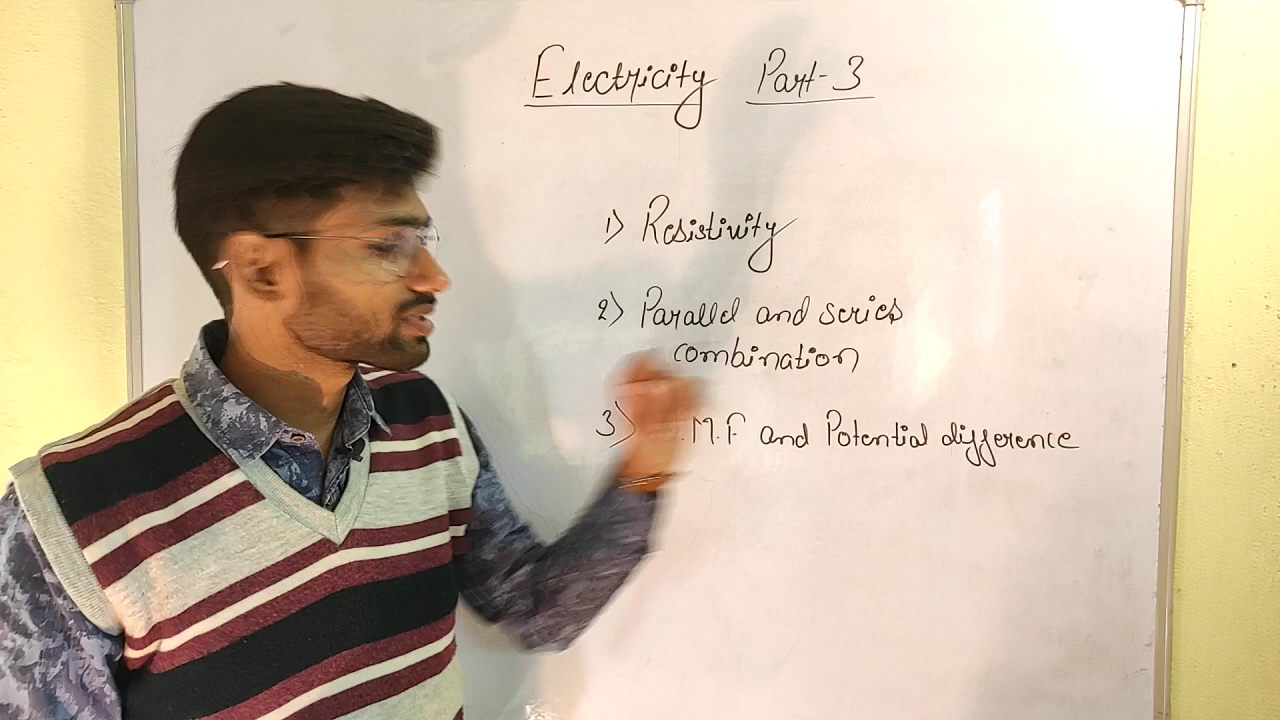 Electricity Part-3
1) Resistivity
2) Parallel and series
combination
3) .M.F and Potential difference